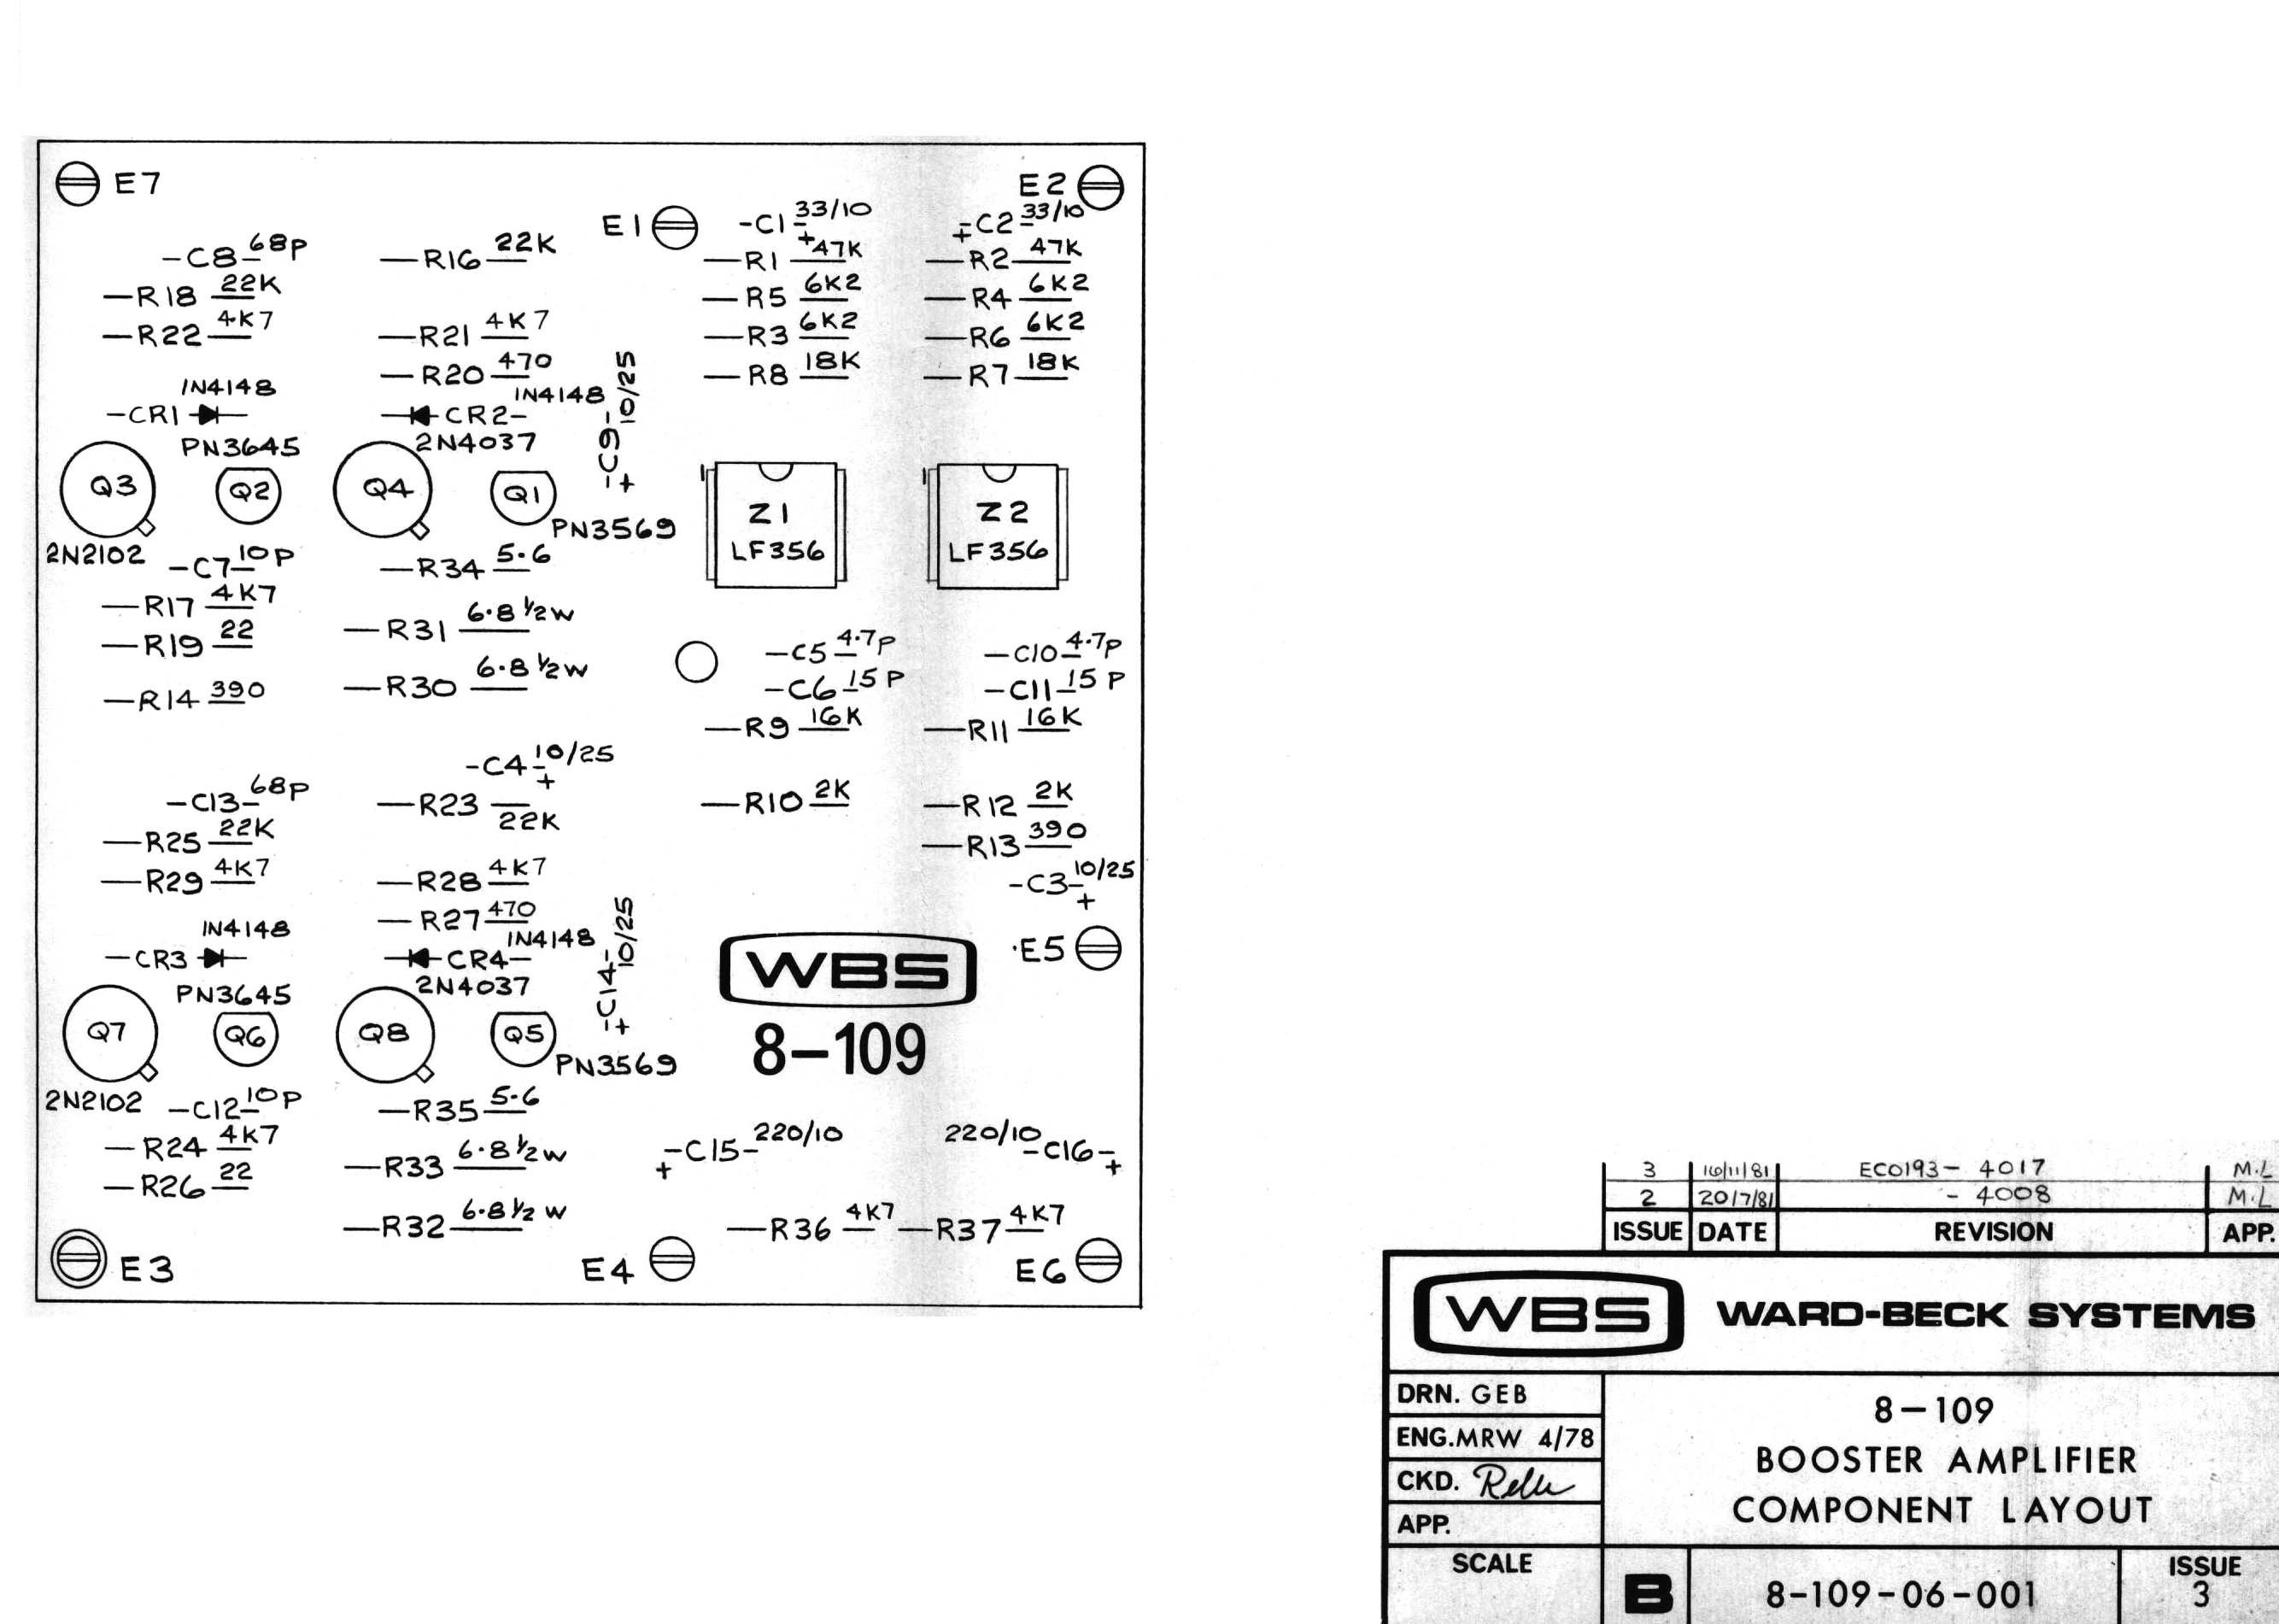 E7
E2
E1
-C1- 33/10
+
-C2- 33/10
+
-C8- 68P
R16 22K
R1 47K
R2 47K
R18 22K
R5 6K2
R4 6K2
R22 4K7
R21 4K7
R3 6K2
R6 6K2
R20 470
R8 18K
R7 18K
1N4148
-CR1
1N4148
CR2-
-C9- 10/25
+
PN3645
2N4037
Q3
Q2
Q4
Q1
1
Z1
LF356
1
Z2
LF356
PN3569
2N2102
-C7- 10P
R34 5.6
R17 4K7
R31 6.8 ½W
R19 22
-C5- 4.7P
-C10- 4.7P
R14 390
R30 6.8 ½W
-C6- 15P
-C11- 15P
R9 16K
R11 16K
-C4- 10/25
+
-C13- 68P
R23 22K
R10 2K
R12 2K
R25 22K
R13 390
R29 4K7
R28 4K7
-C3- 10/25
+
R27 470
1N4148
-CR3
1N4148
CR4-
-C14- 10/25
+
WBS
E5
PN3645
2N4037
Q7
Q6
Q8
Q5
8-109
PN3569
2N2102
-C12- 10P
R35 5.6
R24 4K7
R33 6.8 ½W
-C15- 220/10
+
220/10 -C16-
+
R26 22
R32 6.8 ½W
R36 4K7
R37 4K7
E3
E4
E6
3 16/11/81 ECO193- 4017 M.L
2 20/7/81 - 4008 M.L
ISSUE DATE REVISION APP.
WBS WARD-BECK SYSTEMS
DRN. GEB
ENG. MRW 4/78
CKD.
APP.
8-109
BOOSTER AMPLIFIER
COMPONENT LAYOUT
SCALE
B
8-109-06-001
ISSUE
3